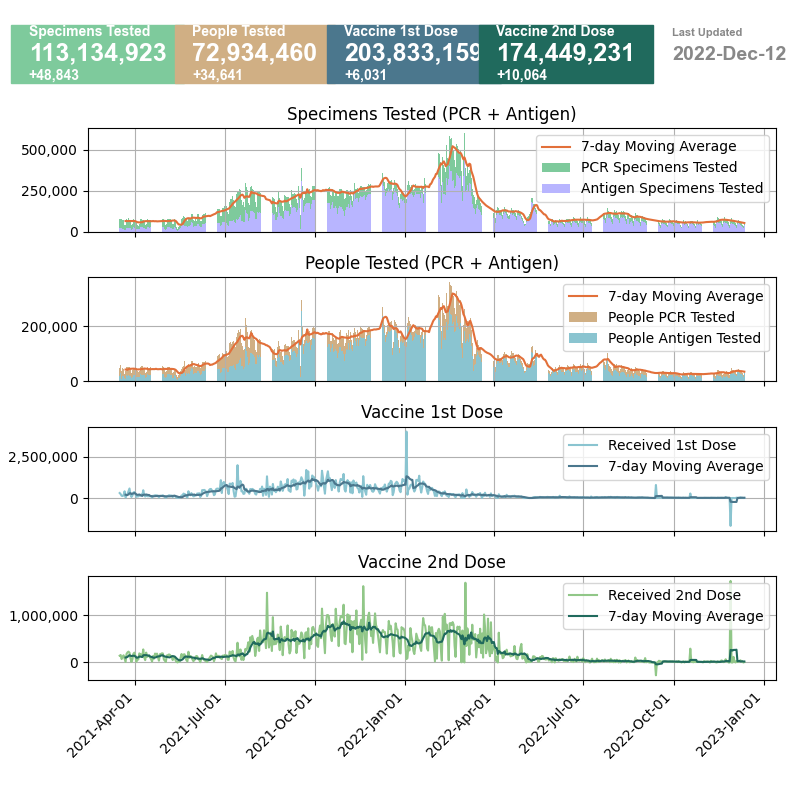 Specimens Tested
113,134,923
+48,843
People Tested
72,934,460
+34,641
Vaccine 1st Dose
203,833,159
+6,031
Vaccine 2nd Dose
174,449,231
+10,064
Last Updated
2022-Dec-12
Specimens Tested (PCR + Antigen)
500,000
250,000
0
7-day Moving Average
PCR Specimens Tested
Antigen Specimens Tested
People Tested (PCR + Antigen)
200,000
0
7-day Moving Average
People PCR Tested
People Antigen Tested
Vaccine 1st Dose
2,500,000
0
Received 1st Dose
7-day Moving Average
Vaccine 2nd Dose
1,000,000
0
Received 2nd Dose
7-day Moving Average
2021-Apr-01
2021-Jul-01
2021-Oct-01
2022-Jan-01
2022-Apr-01
2022-Jul-01
2022-Oct-01
2023-Jan-01